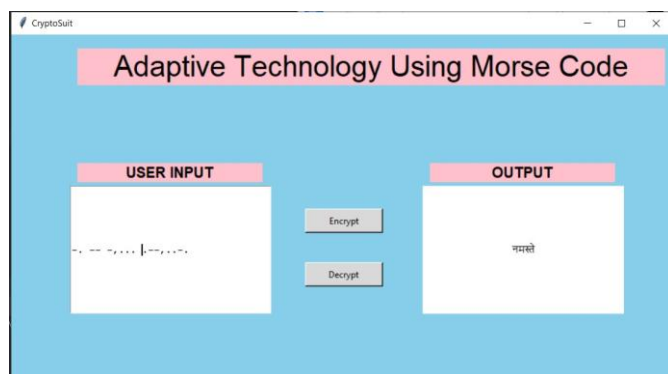 CryptoSuit
Adaptive Technology Using Morse Code
USER INPUT
OUTPUT
Encrypt
-. -- -,... .--,..-.
नमस्ते
Decrypt